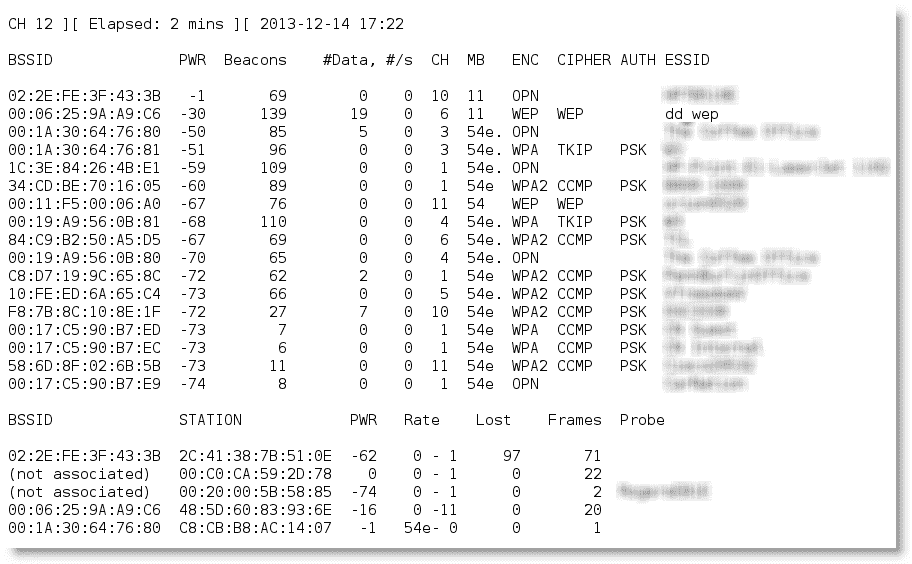 CH 12 ][ Elapsed: 2 mins ][ 2013-12-14 17:22
BSSID PWR Beacons #Data, #/s CH MB ENC CIPHER AUTH ESSID
02:2E:FE:3F:43:3B -1 69 0 0 10 11 OPN
00:06:25:9A:A9:C6 -30 139 19 0 6 11 WEP WEP dd_wep
00:1A:30:64:76:80 -50 85 5 0 3 54e. OPN
00:1A:30:64:76:81 -51 96 0 0 3 54e. WPA TKIP PSK
1C:3E:84:26:4B:E1 -59 109 0 0 1 54e. OPN
34:CD:BE:70:16:05 -60 89 0 0 1 54e WPA2 CCMP PSK
00:11:F5:00:06:A0 -67 76 0 0 11 54 WEP WEP
00:19:A9:56:0B:81 -68 110 0 0 4 54e. WPA TKIP PSK
84:C9:B2:50:A5:D5 -67 69 0 0 6 54e. WPA2 CCMP PSK
00:19:A9:56:0B:80 -70 65 0 0 4 54e. OPN
C8:D7:19:9C:65:8C -72 62 2 0 1 54e WPA2 CCMP PSK
10:FE:ED:6A:65:C4 -73 66 0 0 5 54e. WPA2 CCMP PSK
F8:7B:8C:10:8E:1F -72 27 7 0 10 54e WPA2 CCMP PSK
00:17:C5:90:B7:ED -73 7 0 0 1 54e WPA CCMP PSK
00:17:C5:90:B7:EC -73 6 0 0 1 54e WPA CCMP PSK
58:6D:8F:02:6B:5B -73 11 0 0 11 54e WPA2 CCMP PSK
00:17:C5:90:B7:E9 -74 8 0 0 1 54e OPN
BSSID STATION PWR Rate Lost Frames Probe
02:2E:FE:3F:43:3B 2C:41:38:7B:51:0E -62 0 - 1 97 71
(not associated) 00:C0:CA:59:2D:78 0 0 - 1 0 22
(not associated) 00:20:00:5B:58:85 -74 0 - 1 0 2
00:06:25:9A:A9:C6 48:5D:60:83:93:6E -16 0 -11 0 20
00:1A:30:64:76:80 C8:CB:B8:AC:14:07 -1 54e- 0 0 1